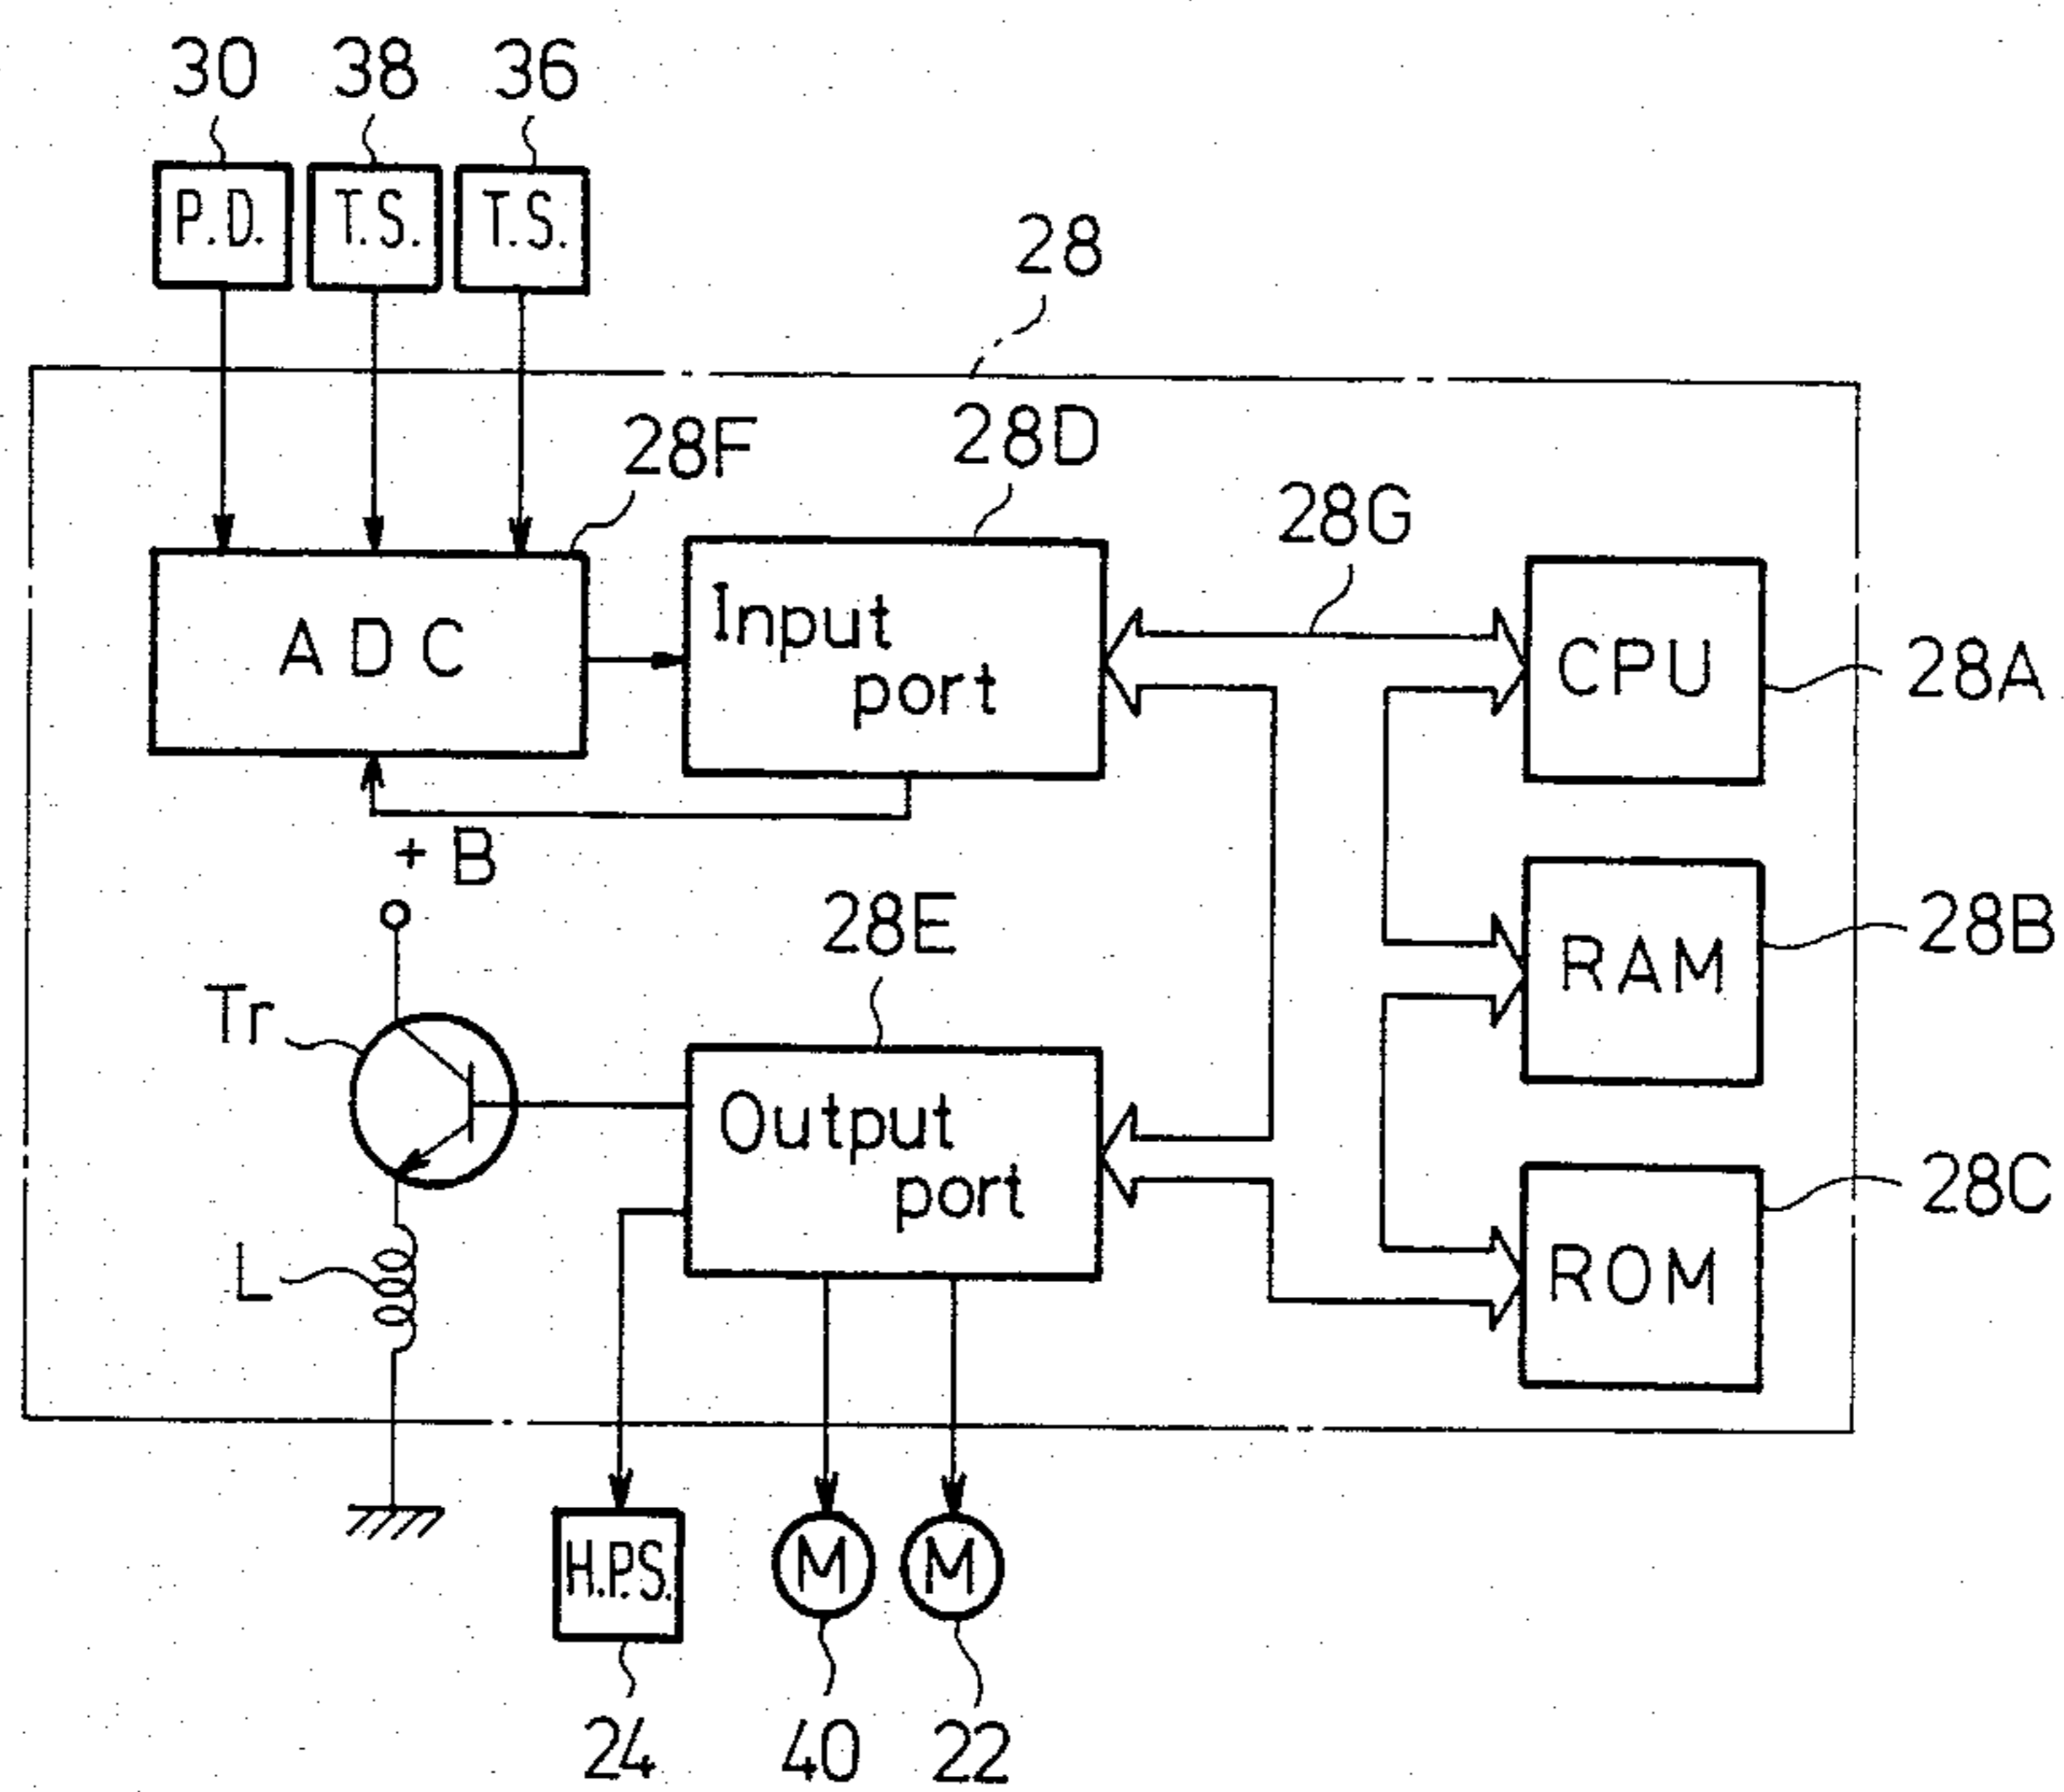 30 38 36
P.D. T.S. T.S.
28
28F 28D
28G
ADC
Input
port
CPU
28A
+B
28E
RAM
28B
Tr
Output
port
28C
L
ROM
H.P.S. M M
24 40 22